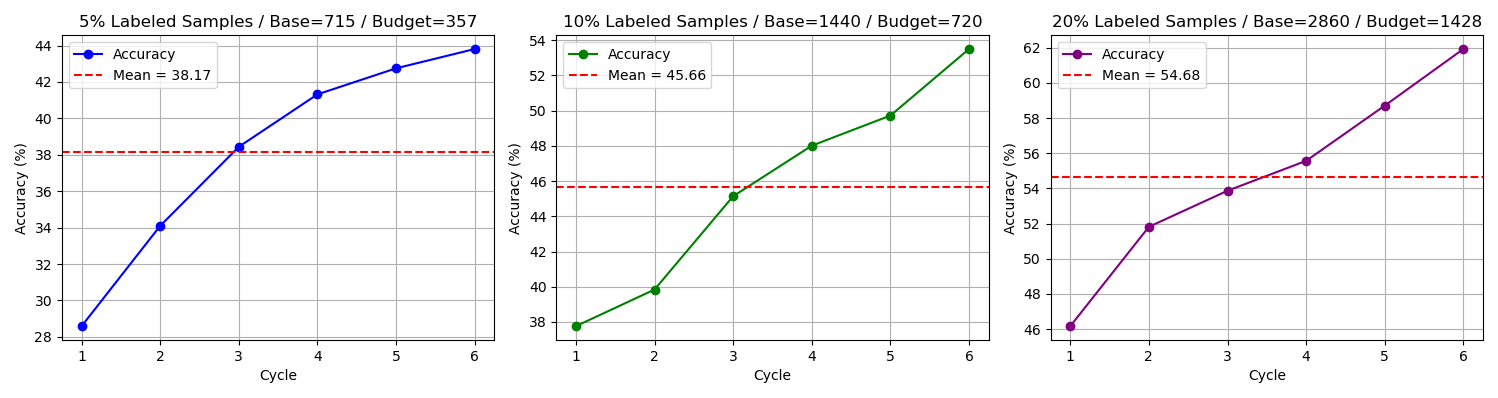 5% Labeled Samples / Base=715 / Budget=357
Accuracy
Mean = 38.17
Accuracy (%)
44
42
40
38
36
34
32
30
28
1 2 3 4 5 6
Cycle
10% Labeled Samples / Base=1440 / Budget=720
Accuracy
Mean = 45.66
Accuracy (%)
54
52
50
48
46
44
42
40
38
1 2 3 4 5 6
Cycle
20% Labeled Samples / Base=2860 / Budget=1428
Accuracy
Mean = 54.68
Accuracy (%)
62
60
58
56
54
52
50
48
46
1 2 3 4 5 6
Cycle